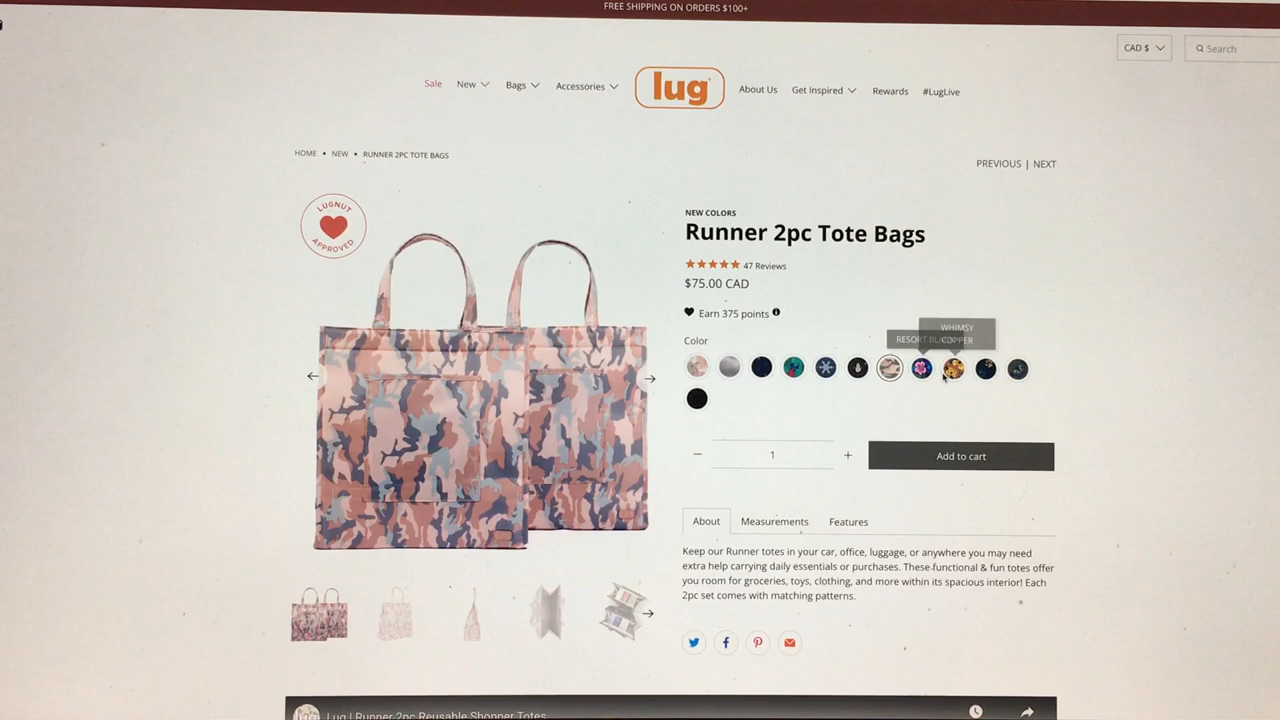 FREE SHIPPING ON ORDERS $100+
CAD $
Search
Sale
New
Bags
Accessories
lug
About Us
Get Inspired
Rewards
#LugLive
HOME • NEW • RUNNER 2PC TOTE BAGS
PREVIOUS | NEXT
LUGNUT
APPROVED
NEW COLORS
Runner 2pc Tote Bags
47 Reviews
$75.00 CAD
Earn 375 points
WHIMSY
COPPER
RESORT
Color
1
Add to cart
About
Measurements
Features
Keep our Runner totes in your car, office, luggage, or anywhere you may need
extra help carrying daily essentials or purchases. These functional & fun totes offer
you room for groceries, toys, clothing, and more within its spacious interior! Each
2pc set comes with matching patterns.
Lug | Runner 2pc Reusable Shopper Totes